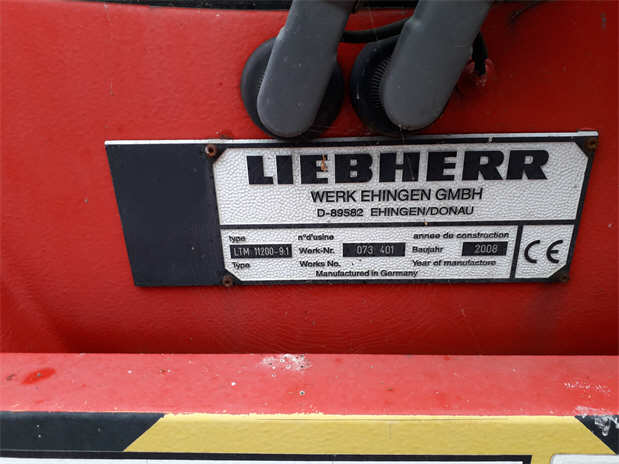 LIEBHERR
WERK EHINGEN GMBH
D-89582 EHINGEN/DONAU
type n°d'usine annee de construction
LTM 11200-9.1 Werk-Nr. 073 401 Baujahr 2008
Type Works No. Year of manufacture
Manufactured in Germany
CE